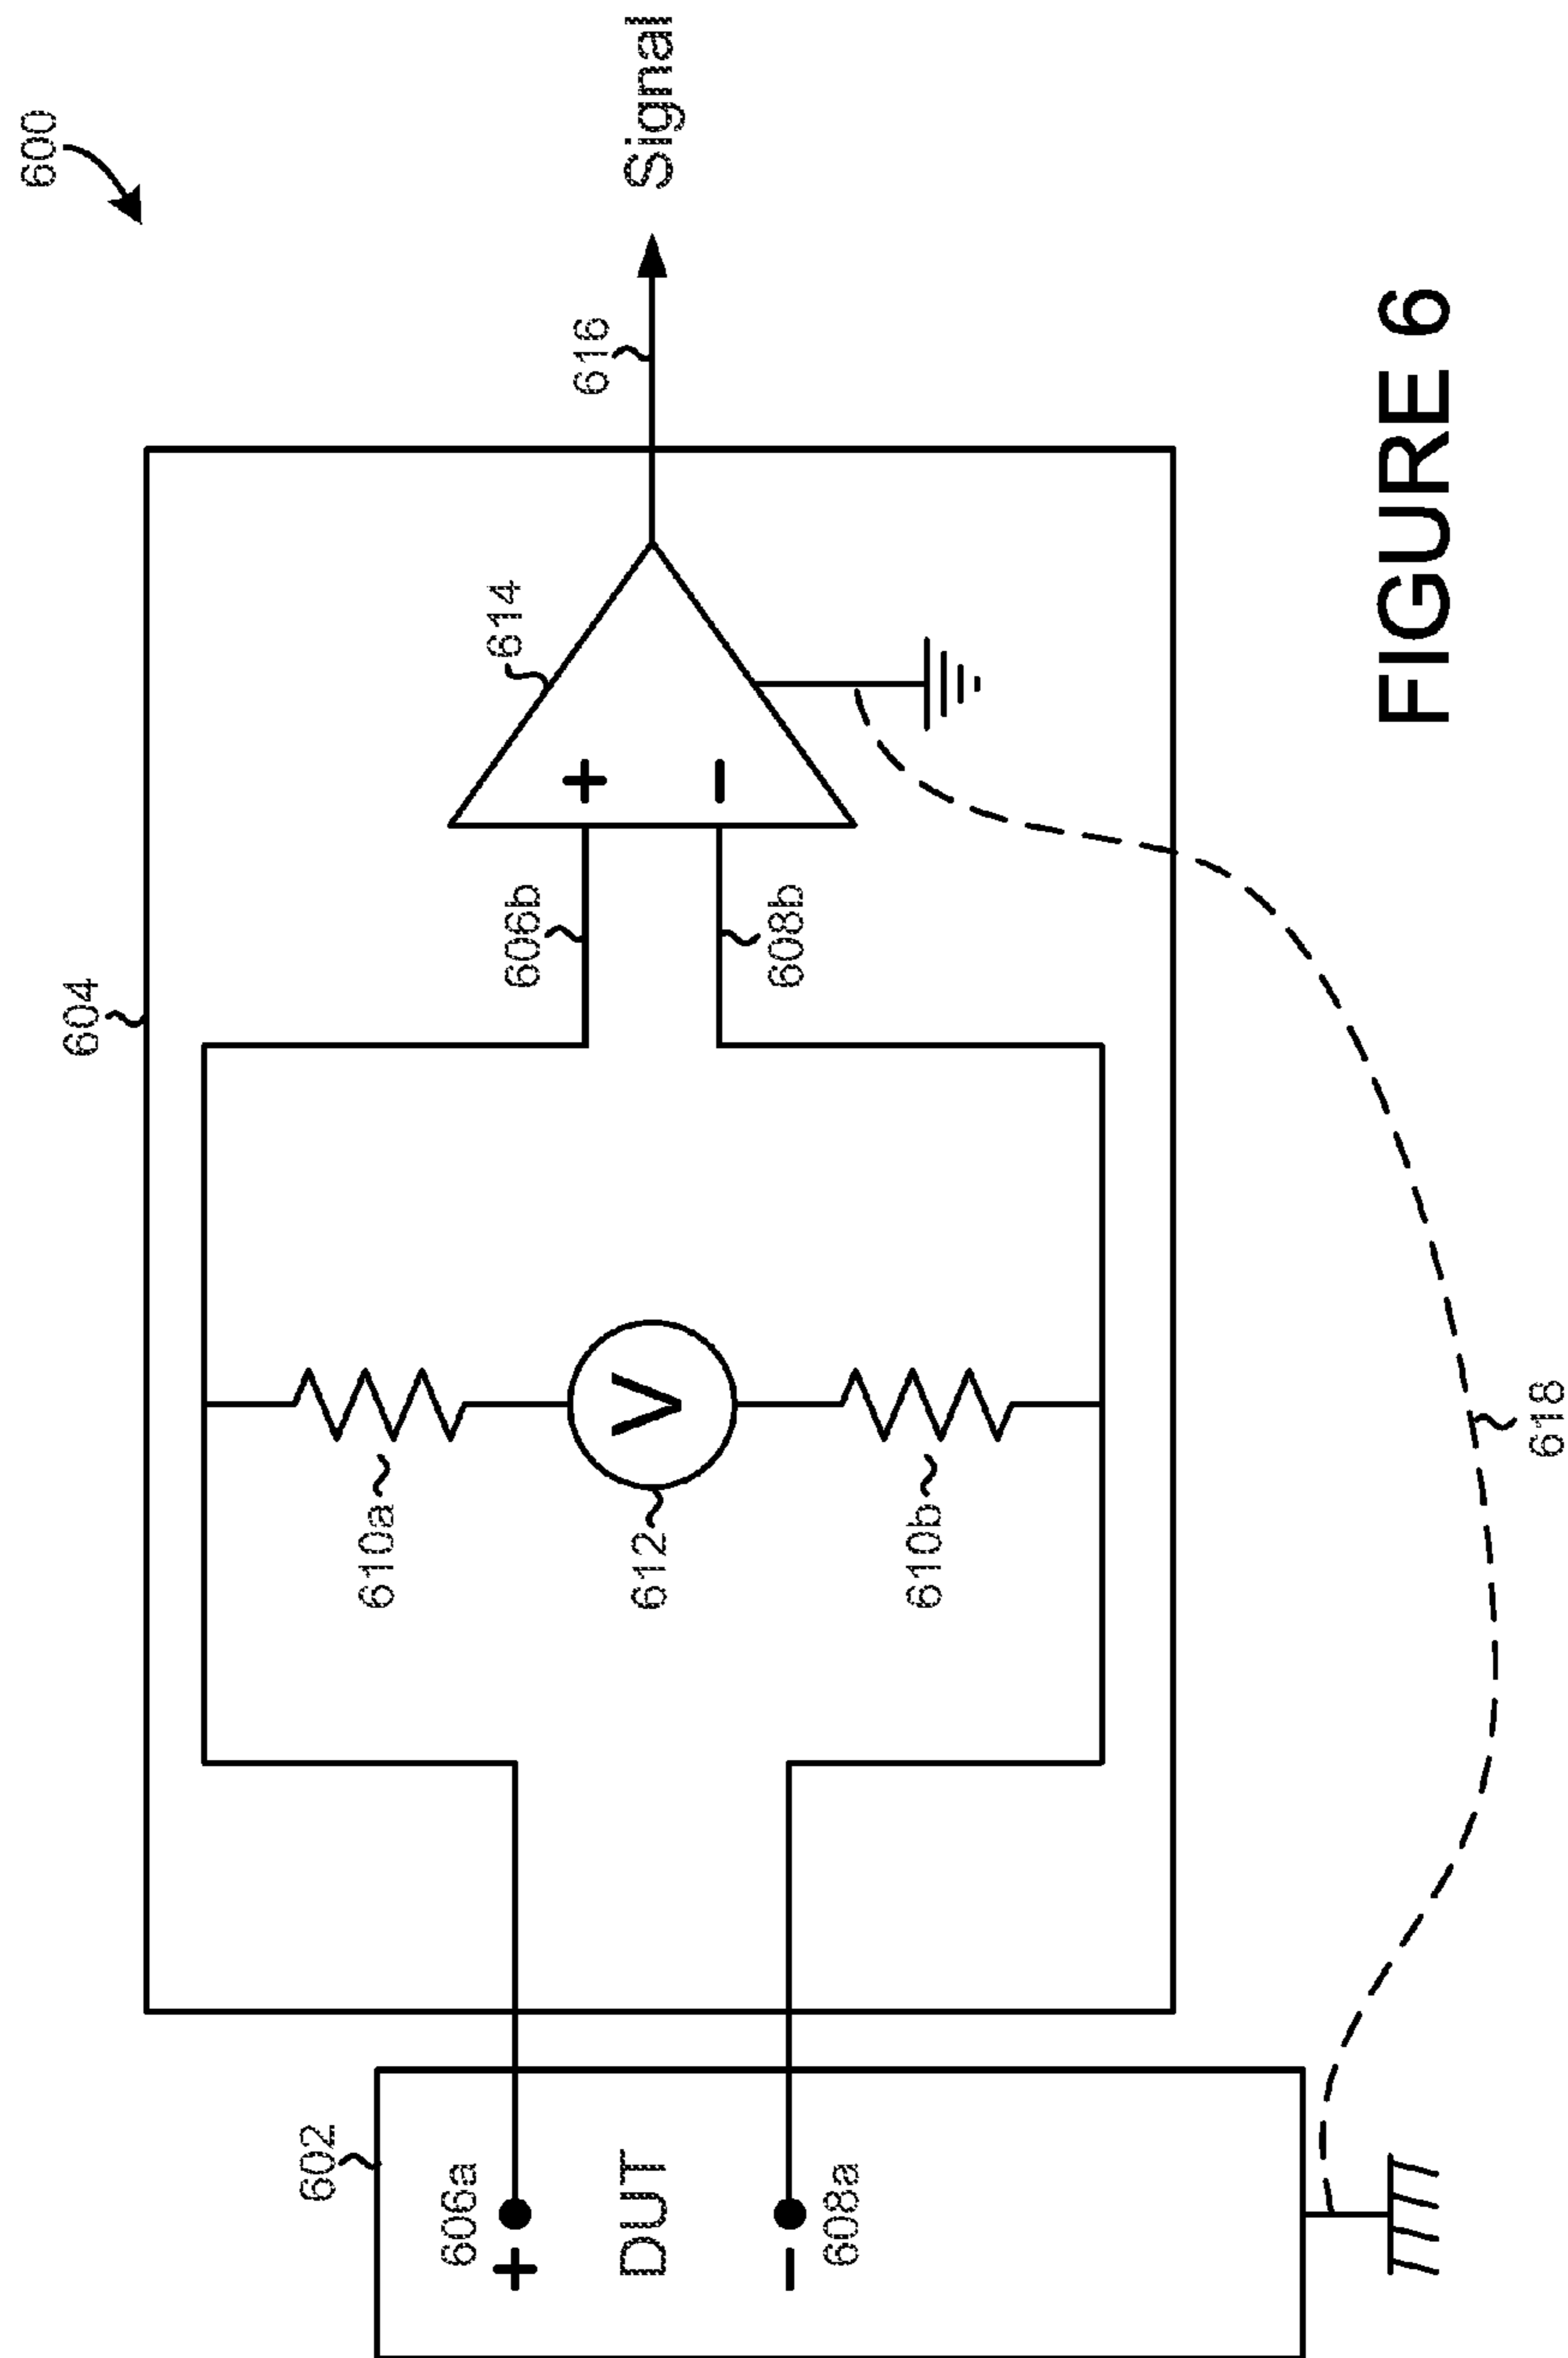 600
604
602
606a
+
DUT
−
608a
610a
V
612
610b
606b
608b
+
−
614
616
Signal
618
FIGURE 6